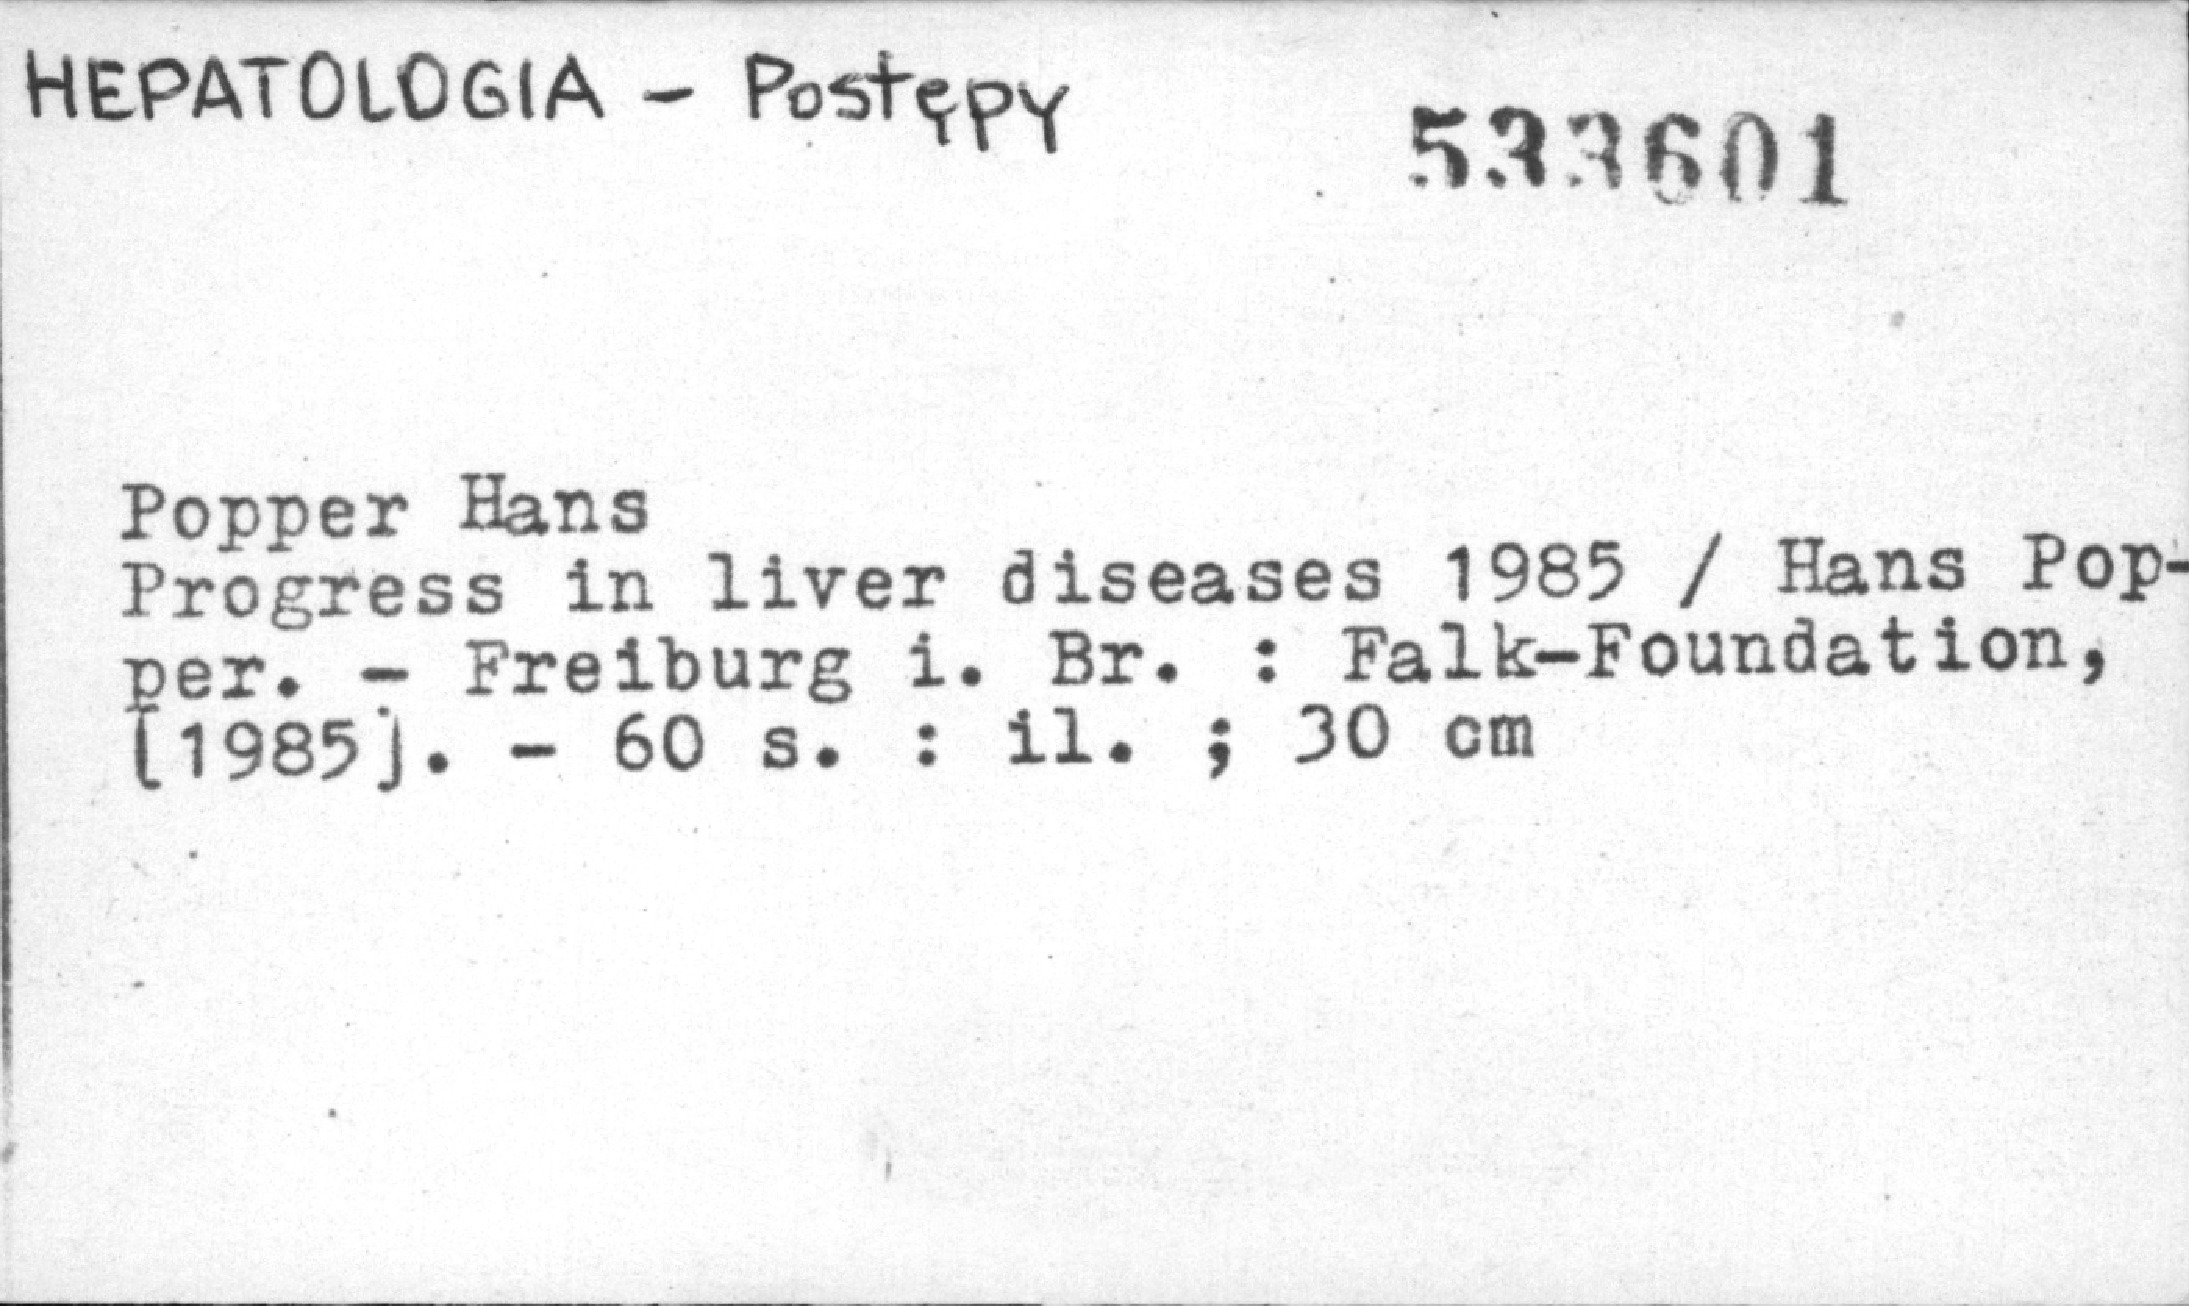 HEPATOLOGIA - Postępy
533601
Popper Hans
Progress in liver diseases 1985 / Hans Pop-
per. - Freiburg i. Br. : Falk-Foundation,
[1985]. - 60 s. : il. ; 30 cm